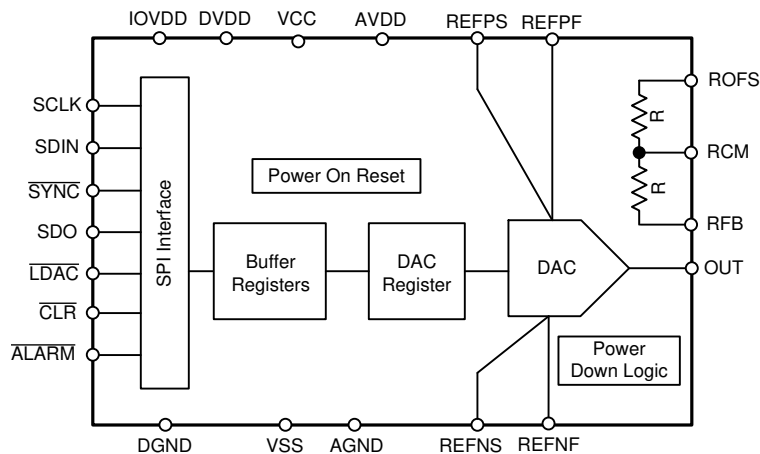 IOVDD DVDD VCC AVDD REFPS REFPF
SCLK
SDIN
SYNC
SDO
LDAC
CLR
ALARM
SPI Interface
Power On Reset
Buffer
Registers
DAC
Register
DAC
Power
Down Logic
R
R
ROFS
RCM
RFB
OUT
DGND VSS AGND REFNS REFNF